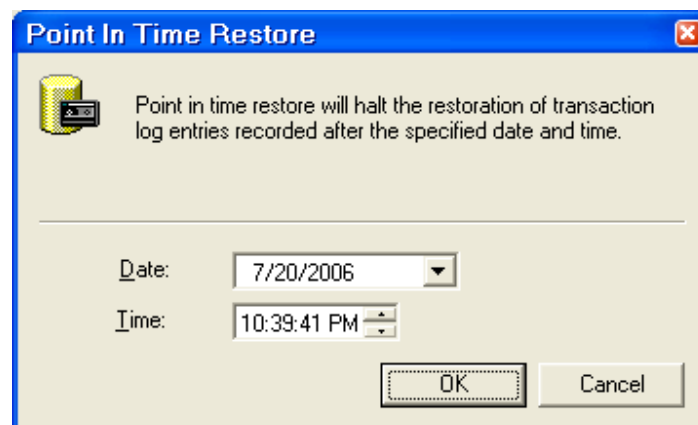 Point In Time Restore
Point in time restore will halt the restoration of transaction
log entries recorded after the specified date and time.
Date: 7/20/2006
Time: 10:39:41 PM
OK Cancel